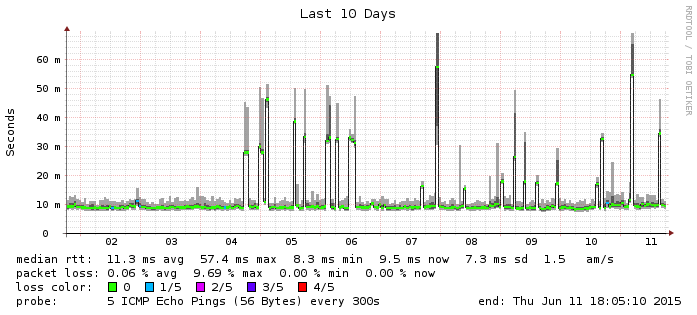 Last 10 Days
RRDTOOL / TOBI OETIKER
Seconds
60 m
50 m
40 m
30 m
20 m
10 m
0
02 03 04 05 06 07 08 09 10 11
median rtt: 11.3 ms avg 57.4 ms max 8.3 ms min 9.5 ms now 7.3 ms sd 1.5 am/s
packet loss: 0.06 % avg 9.69 % max 0.00 % min 0.00 % now
loss color: 0 1/5 2/5 3/5 4/5
probe: 5 ICMP Echo Pings (56 Bytes) every 300s end: Thu Jun 11 18:05:10 2015